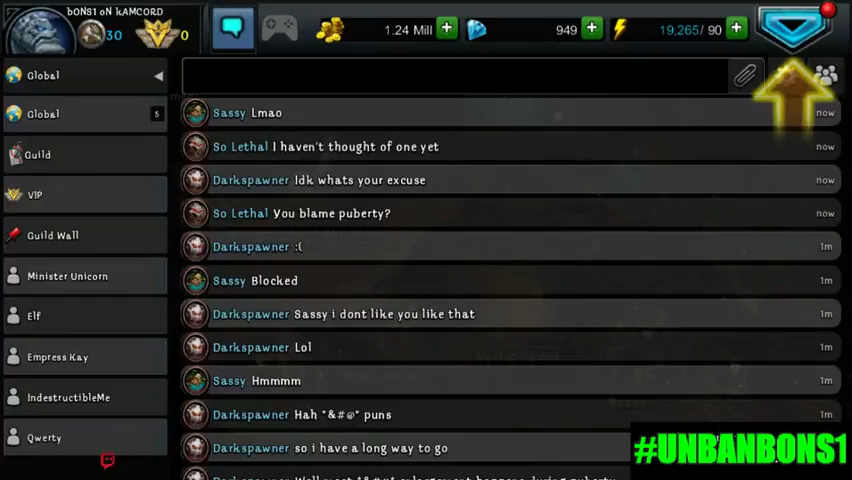 bONS1 oN kAMCORD
30
0
1.24 Mill
949
19,265/ 90
Global
Global
5
Guild
VIP
Guild Wall
Minister Unicorn
Elf
Empress Kay
IndestructibleMe
Qwerty
now
Sassy Lmao
now
So Lethal I haven't thought of one yet
now
Darkspawner Idk whats your excuse
now
So Lethal You blame puberty?
now
Darkspawner :(
1m
Sassy Blocked
1m
Darkspawner Sassy i dont like you like that
1m
Darkspawner Lol
1m
Sassy Hmmmm
1m
Darkspawner Hah *&#@* puns
1m
Darkspawner so i have a long way to go
#UNBANBONS1